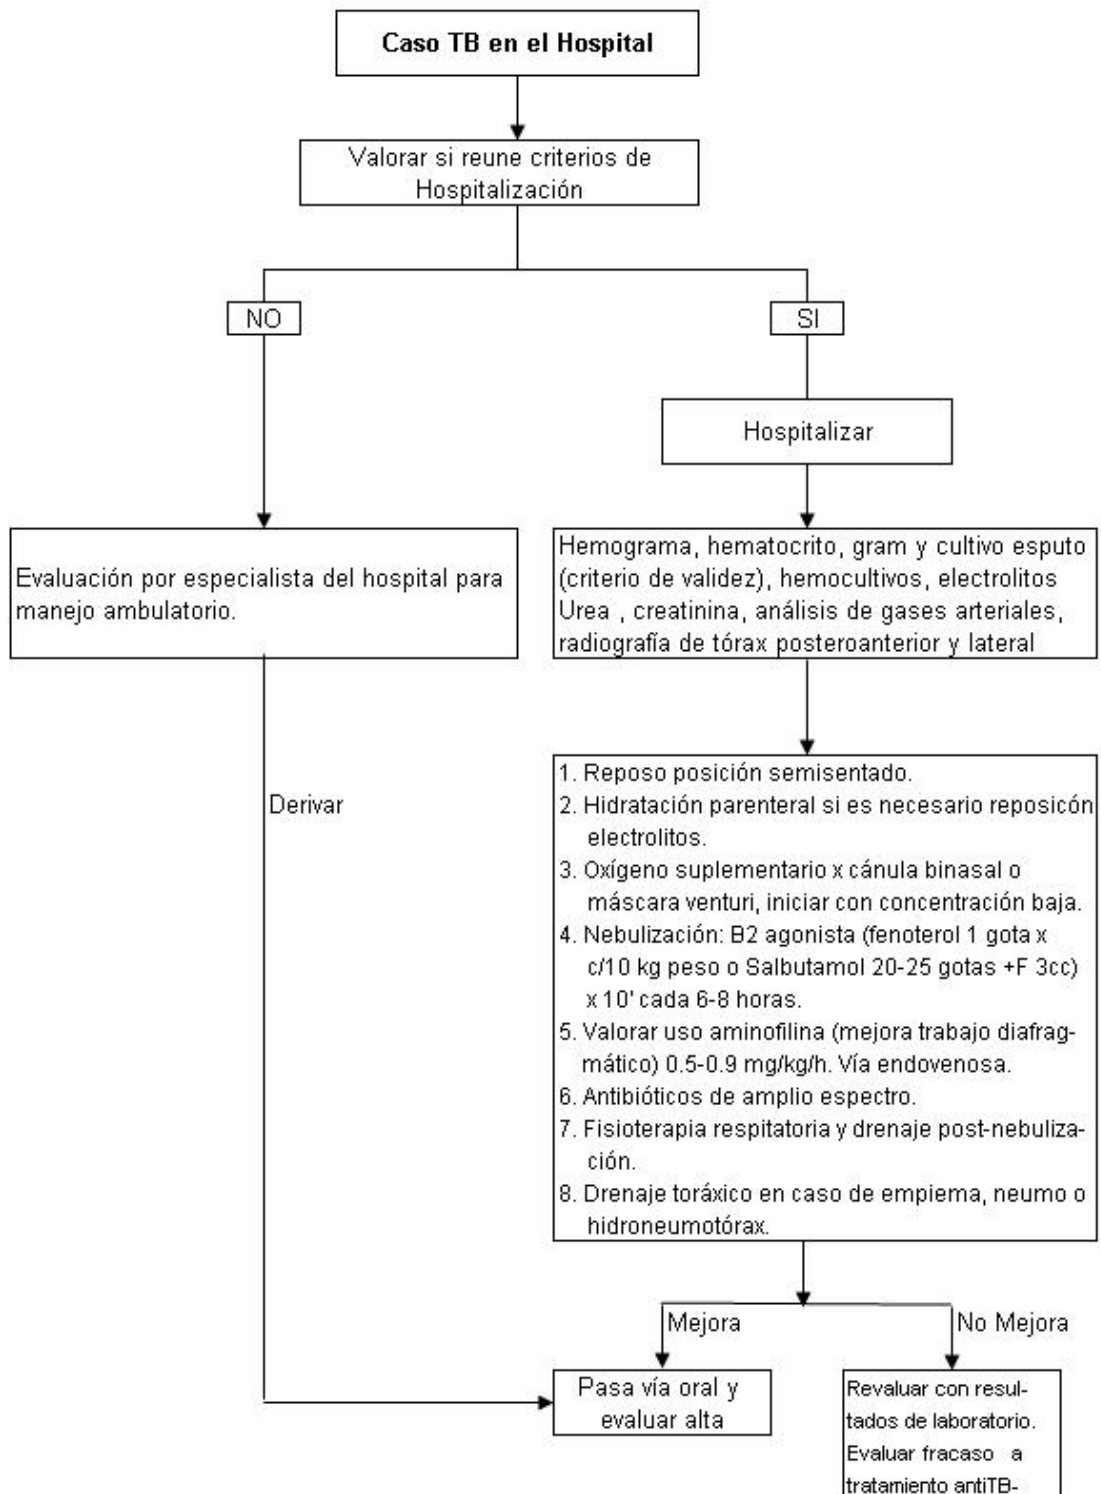 Caso TB en el Hospital
Valorar si reune criterios de
Hospitalización
NO
SI
Hospitalizar
Evaluación por especialista del hospital para
manejo ambulatorio.
Hemograma, hematocrito, gram y cultivo esputo
(criterio de validez), hemocultivos, electrolitos
Urea , creatinina, análisis de gases arteriales,
radiografía de tórax posteroanterior y lateral
Derivar
1. Reposo posición semisentado.
2. Hidratación parenteral si es necesario reposicón
electrolitos.
3. Oxígeno suplementario x cánula binasal o
máscara venturi, iniciar con concentración baja.
4. Nebulización: B2 agonista (fenoterol 1 gota x
c/10 kg peso o Salbutamol 20-25 gotas +F 3cc)
x 10' cada 6-8 horas.
5. Valorar uso aminofilina (mejora trabajo diafrag-
mático) 0.5-0.9 mg/kg/h. Vía endovenosa.
6. Antibióticos de amplio espectro.
7. Fisioterapia respitatoria y drenaje post-nebuliza-
ción.
8. Drenaje toráxico en caso de empiema, neumo o
hidroneumotórax.
Mejora
No Mejora
Pasa vía oral y
evaluar alta
Revaluar con resul-
tados de laboratorio.
Evaluar fracaso a
tratamiento antiTB-